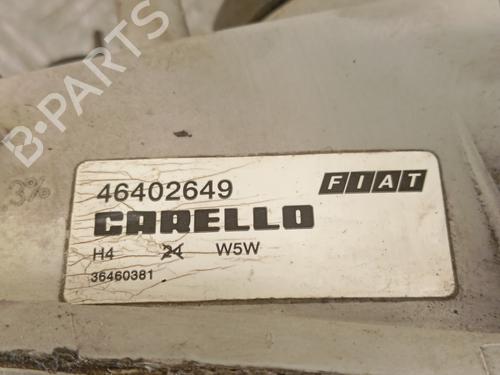 B-PARTS
3%
46402649 FIAT
CARELLO
H4 24 W5W
36460381